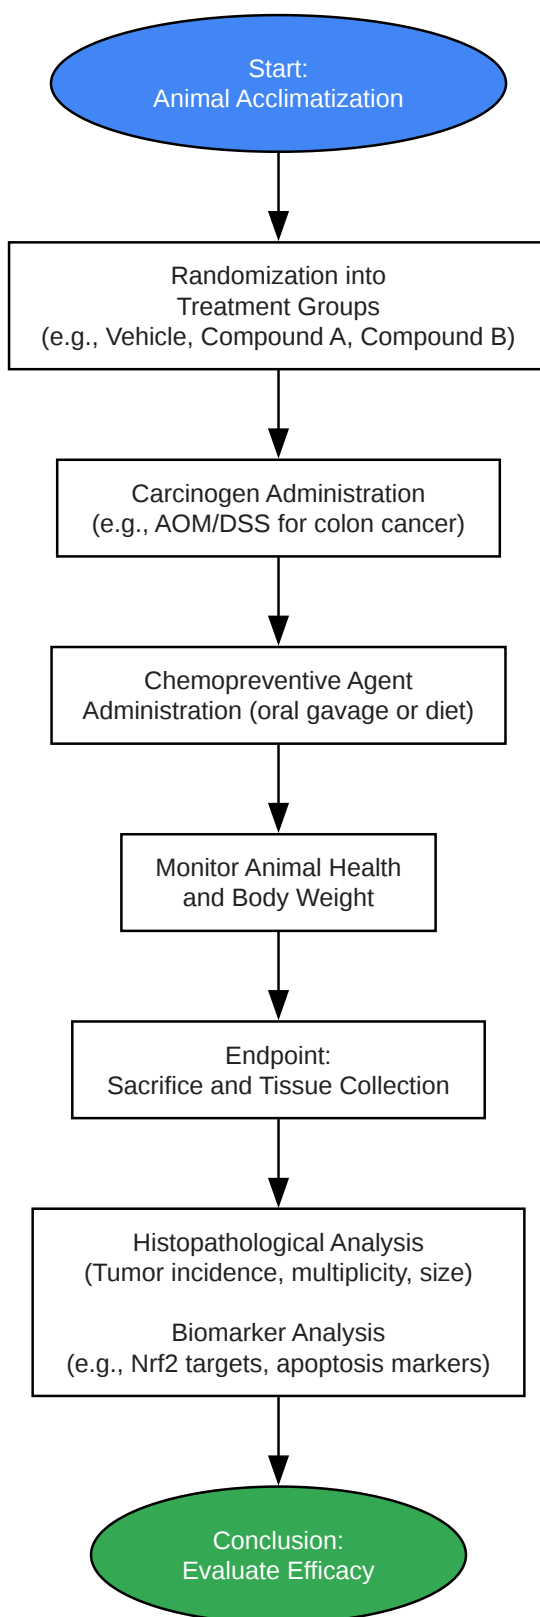 Start:
Animal Acclimatization
Randomization into
Treatment Groups
(e.g., Vehicle, Compound A, Compound B)
Carcinogen Administration
(e.g., AOM/DSS for colon cancer)
Chemopreventive Agent
Administration (oral gavage or diet)
Monitor Animal Health
and Body Weight
Endpoint:
Sacrifice and Tissue Collection
Histopathological Analysis
(Tumor incidence, multiplicity, size)
Biomarker Analysis
(e.g., Nrf2 targets, apoptosis markers)
Conclusion:
Evaluate Efficacy